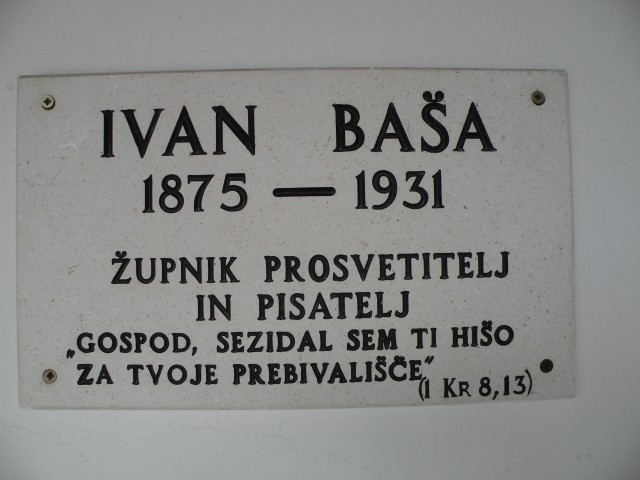 IVAN BAŠA
1875 — 1931
ŽUPNIK PROSVETITELJ
IN PISATELJ
„GOSPOD, SEZIDAL SEM TI HIŠO
ZA TVOJE PREBIVALIŠČE“
(I KR 8,13)